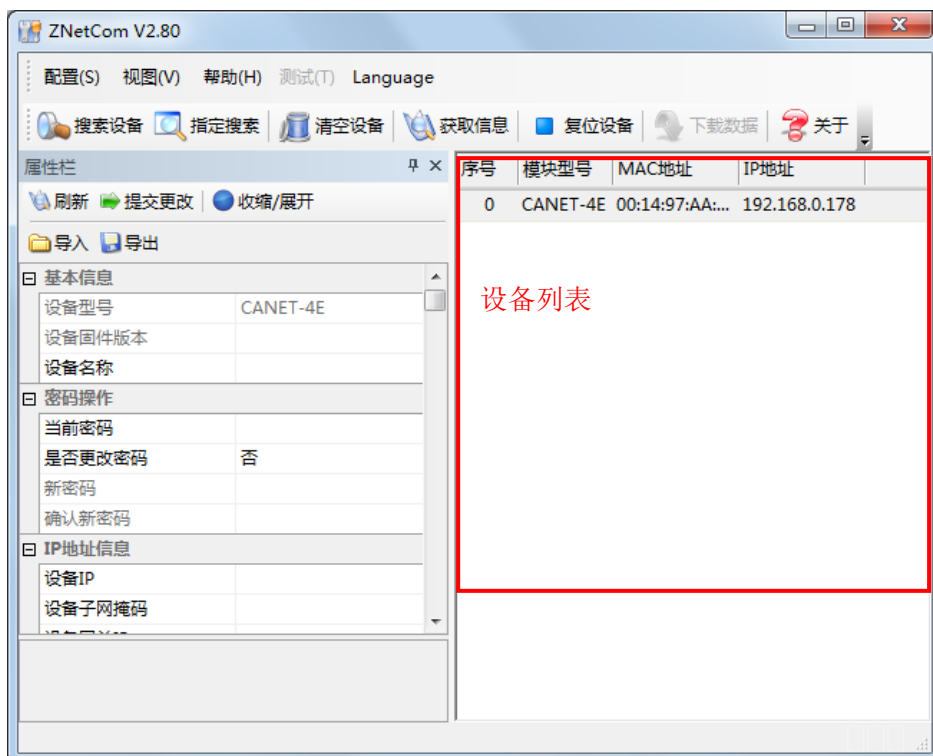 ZNetCom V2.80
配置(S) 视图(V) 帮助(H) 测试(T) Language
搜索设备 指定搜索 清空设备 获取信息 复位设备 下载数据 关于
属性栏
刷新 提交更改 收缩/展开
导入 导出
基本信息
设备型号 CANET-4E
设备固件版本
设备名称
密码操作
当前密码
是否更改密码 否
新密码
确认新密码
IP地址信息
设备IP
设备子网掩码
序号 模块型号 MAC地址 IP地址
0 CANET-4E 00:14:97:AA:... 192.168.0.178
设备列表